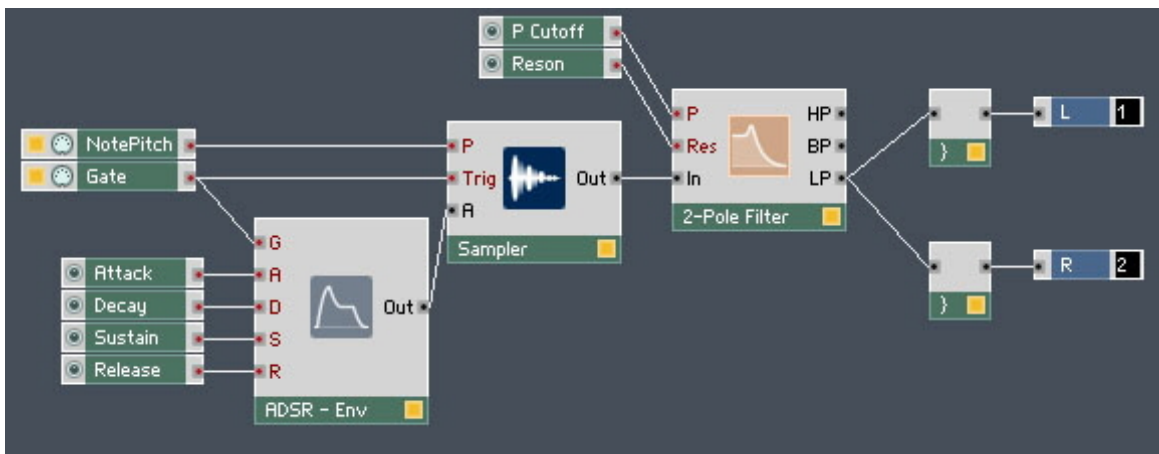 P Cutoff
Reson
NotePitch
Gate
P
Trig
A
Out
Sampler
P
Res
In
HP
BP
LP
2-Pole Filter
}
L 1
}
R 2
Attack
Decay
Sustain
Release
G
A
D
S
R
Out
ADSR - Env